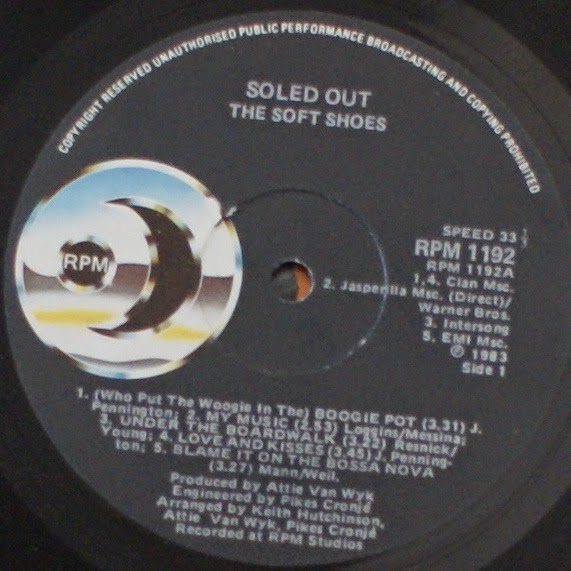 COPYRIGHT RESERVED UNAUTHORISED PUBLIC PERFORMANCE BROADCASTING AND COPYING PROHIBITED
SOLED OUT
THE SOFT SHOES
RPM
SPEED 33 1/3
RPM 1192
RPM 1192A
1. 4. Clan Msc.
2. Jasperilla Msc. (Direct)/
Warner Bros.
3. Intersong
5. EMI Msc.
℗ 1983
Side 1
1. (Who Put The Woogie In The) BOOGIE POT (3.31) J.
Pennington; 2. MY MUSIC (2.53) Loggins/Messina;
3. UNDER THE BOARDWALK (3.23) Resnick/
Young; 4. LOVE AND KISSES (3.45) J. Penning-
ton; 5. BLAME IT ON THE BOSSA NOVA
(3.27) Mann/Weil.
Produced by Attie Van Wyk
Engineered by Pikes Cronjé
Arranged by Keith Hutchinson,
Attie Van Wyk, Pikes Cronjé
Recorded at RPM Studios